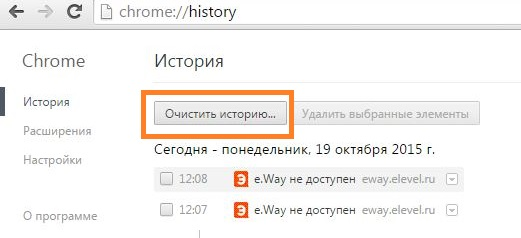 chrome://history
Chrome
История
История
Расширения
Настройки
О программе
Очистить историю... Удалить выбранные элементы
Сегодня - понедельник, 19 октября 2015 г.
12:08 Э e.Way не доступен eway.elevel.ru
12:07 Э e.Way не доступен eway.elevel.ru